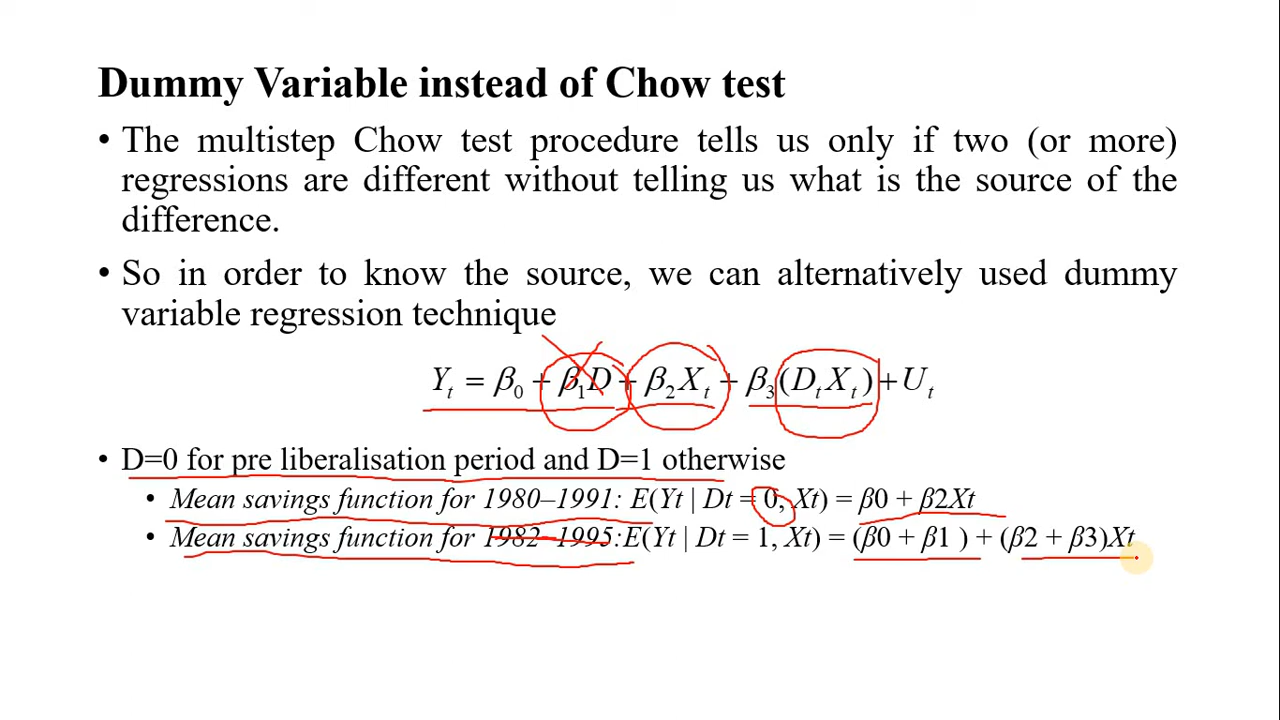 Dummy Variable instead of Chow test
• The multistep Chow test procedure tells us only if two (or more)
regressions are different without telling us what is the source of the
difference.
• So in order to know the source, we can alternatively used dummy
variable regression technique
Yₜ = β₀ + β₁D + β₂Xₜ + β₃(DₜXₜ) + Uₜ
• D=0 for pre liberalisation period and D=1 otherwise
• Mean savings function for 1980–1991: E(Yt | Dt = 0, Xt) = β0 + β2Xt
• Mean savings function for 1982–1995:E(Yt | Dt = 1, Xt) = (β0 + β1 ) + (β2 + β3)Xt